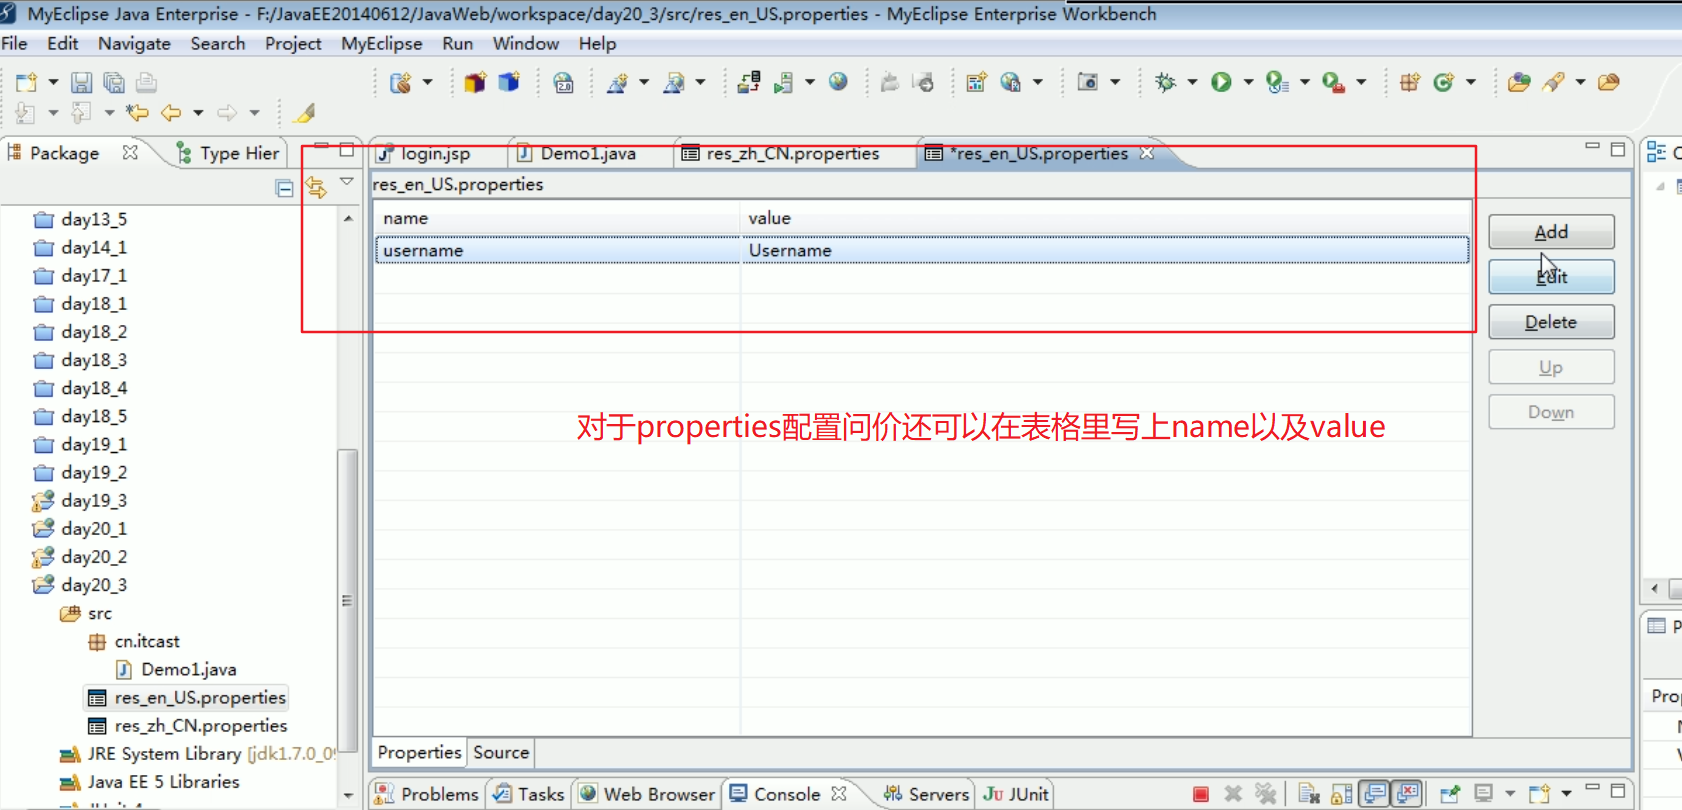 MyEclipse Java Enterprise - F:/JavaEE20140612/JavaWeb/workspace/day20_3/src/res_en_US.properties - MyEclipse Enterprise Workbench
File Edit Navigate Search Project MyEclipse Run Window Help
Package Type Hier
login.jsp Demo1.java res_zh_CN.properties *res_en_US.properties
res_en_US.properties
name value
username Username
Add
Edit
Delete
Up
Down
对于properties配置问价还可以在表格里写上name以及value
day13_5
day14_1
day17_1
day18_1
day18_2
day18_3
day18_4
day18_5
day19_1
day19_2
day19_3
day20_1
day20_2
day20_3
src
cn.itcast
Demo1.java
res_en_US.properties
res_zh_CN.properties
JRE System Library [jdk1.7.0_0
Java EE 5 Libraries
Properties Source
Problems Tasks Web Browser Console Servers JUnit
Prop